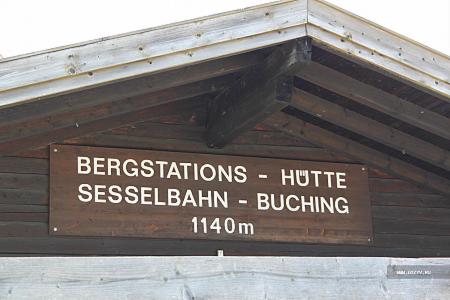 BERGSTATIONS - HÜTTE
SESSELBAHN - BUCHING
1140m